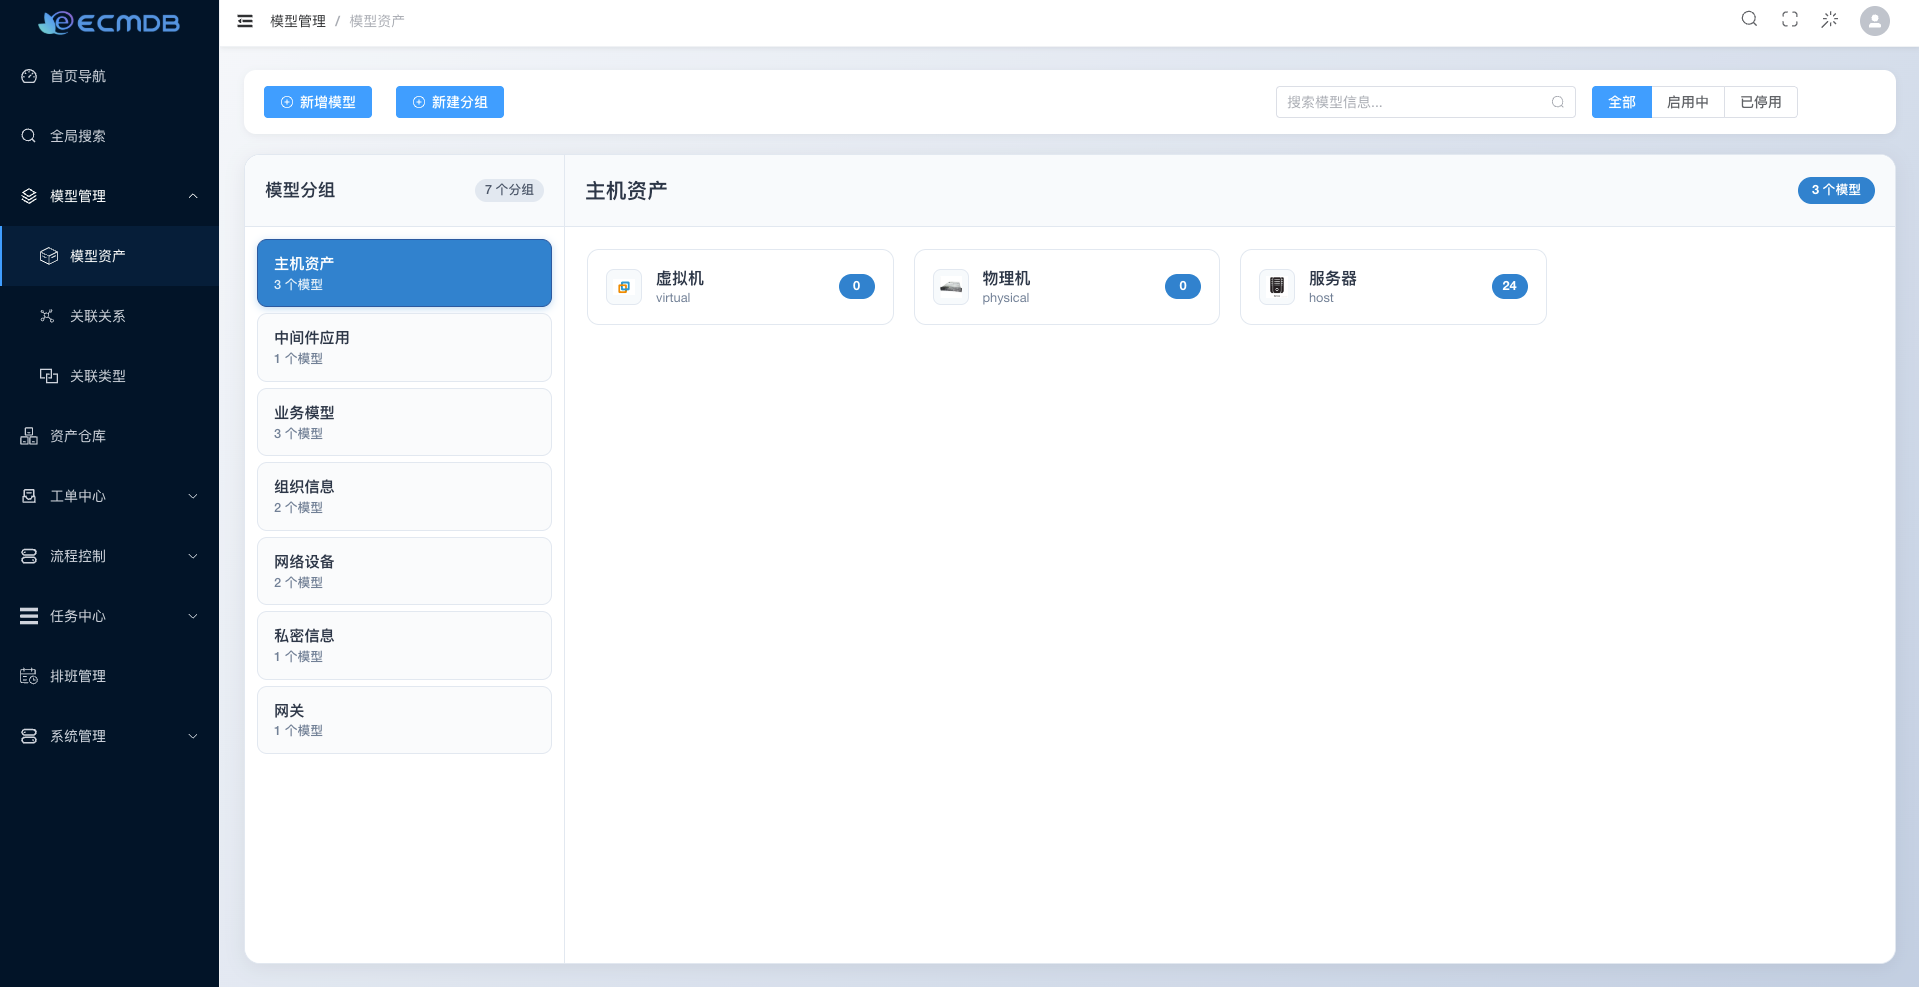 ECMDB
首页导航
全局搜索
模型管理
模型资产
关联关系
关联类型
资产仓库
工单中心
流程控制
任务中心
排班管理
系统管理
模型管理 / 模型资产
新增模型
新建分组
搜索模型信息...
全部
启用中
已停用
模型分组
7 个分组
主机资产
3 个模型
中间件应用
1 个模型
业务模型
3 个模型
组织信息
2 个模型
网络设备
2 个模型
私密信息
1 个模型
网关
1 个模型
主机资产
3 个模型
虚拟机
virtual
0
物理机
physical
0
服务器
host
24